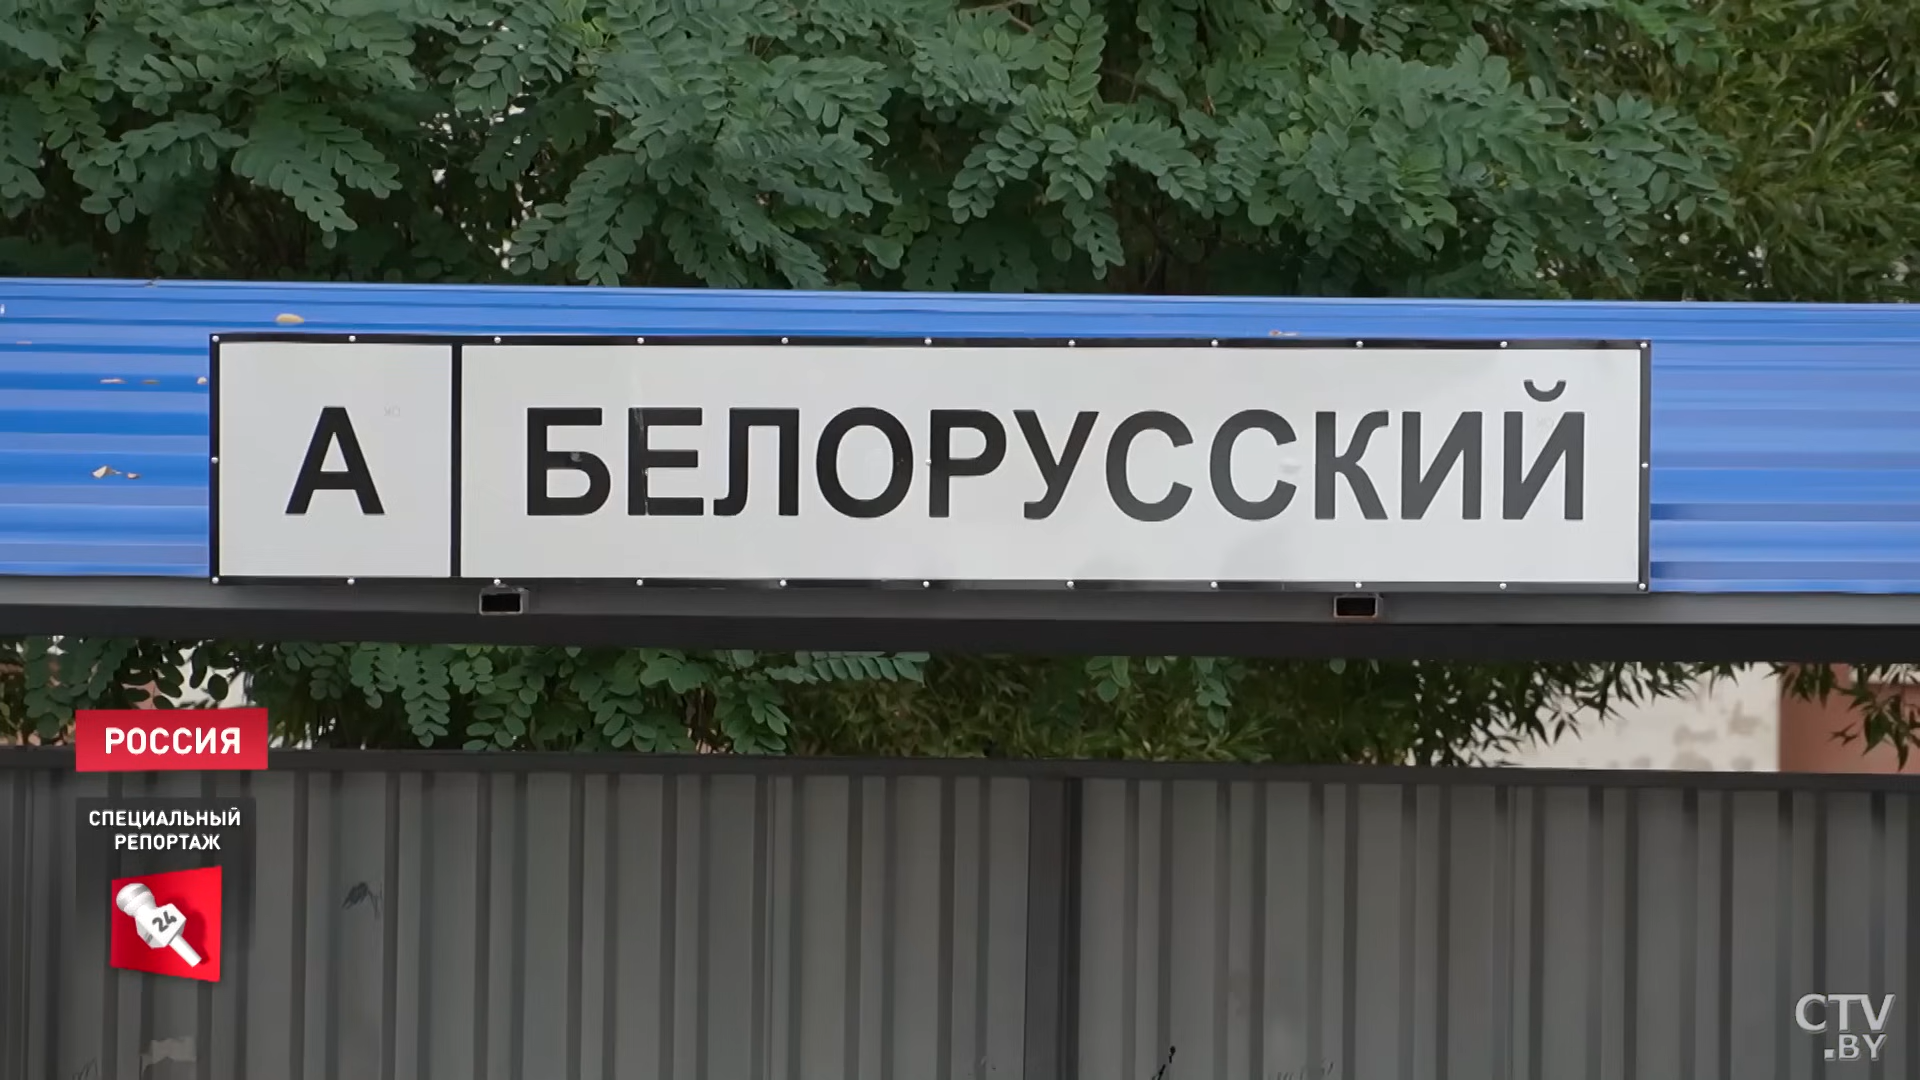 А БЕЛОРУССКИЙ
РОССИЯ
СПЕЦИАЛЬНЫЙ
РЕПОРТАЖ
24
CTV
.BY